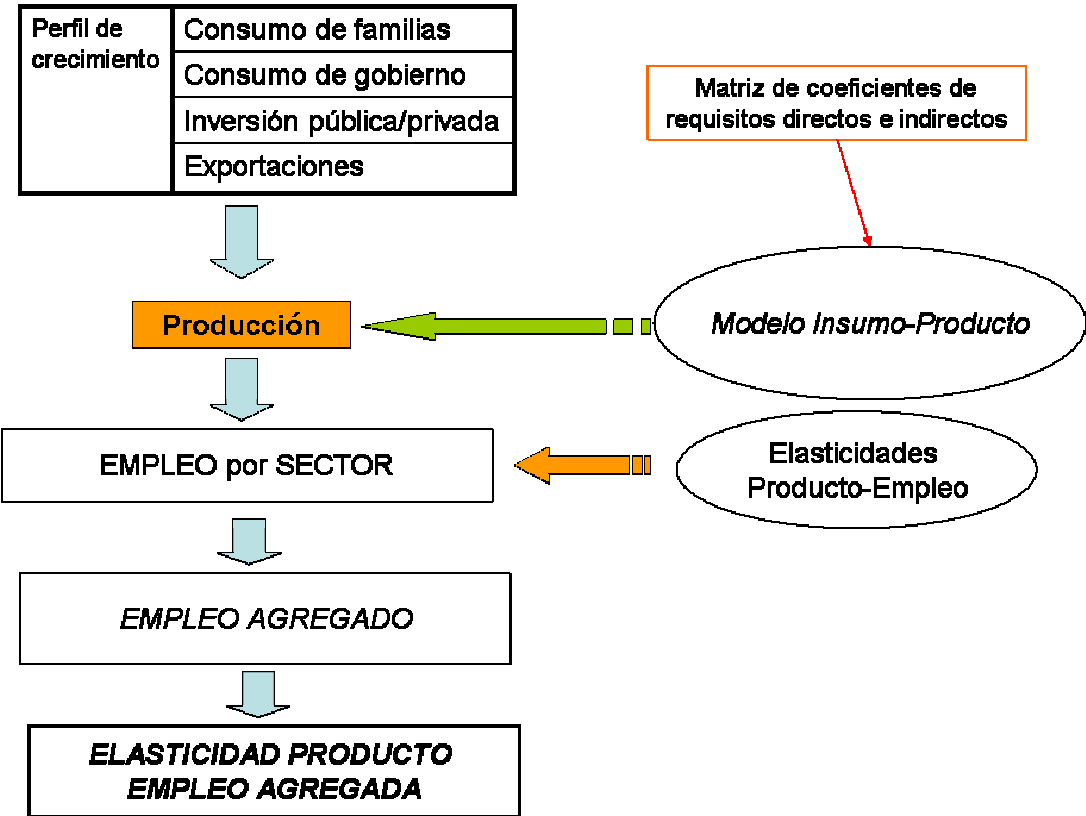 Perfil de
crecimiento
Consumo de familias
Consumo de gobierno
Inversión pública/privada
Exportaciones
Matriz de coeficientes de
requisitos directos e indirectos
Producción
Modelo Insumo-Producto
EMPLEO por SECTOR
Elasticidades
Producto-Empleo
EMPLEO AGREGADO
ELASTICIDAD PRODUCTO
EMPLEO AGREGADA